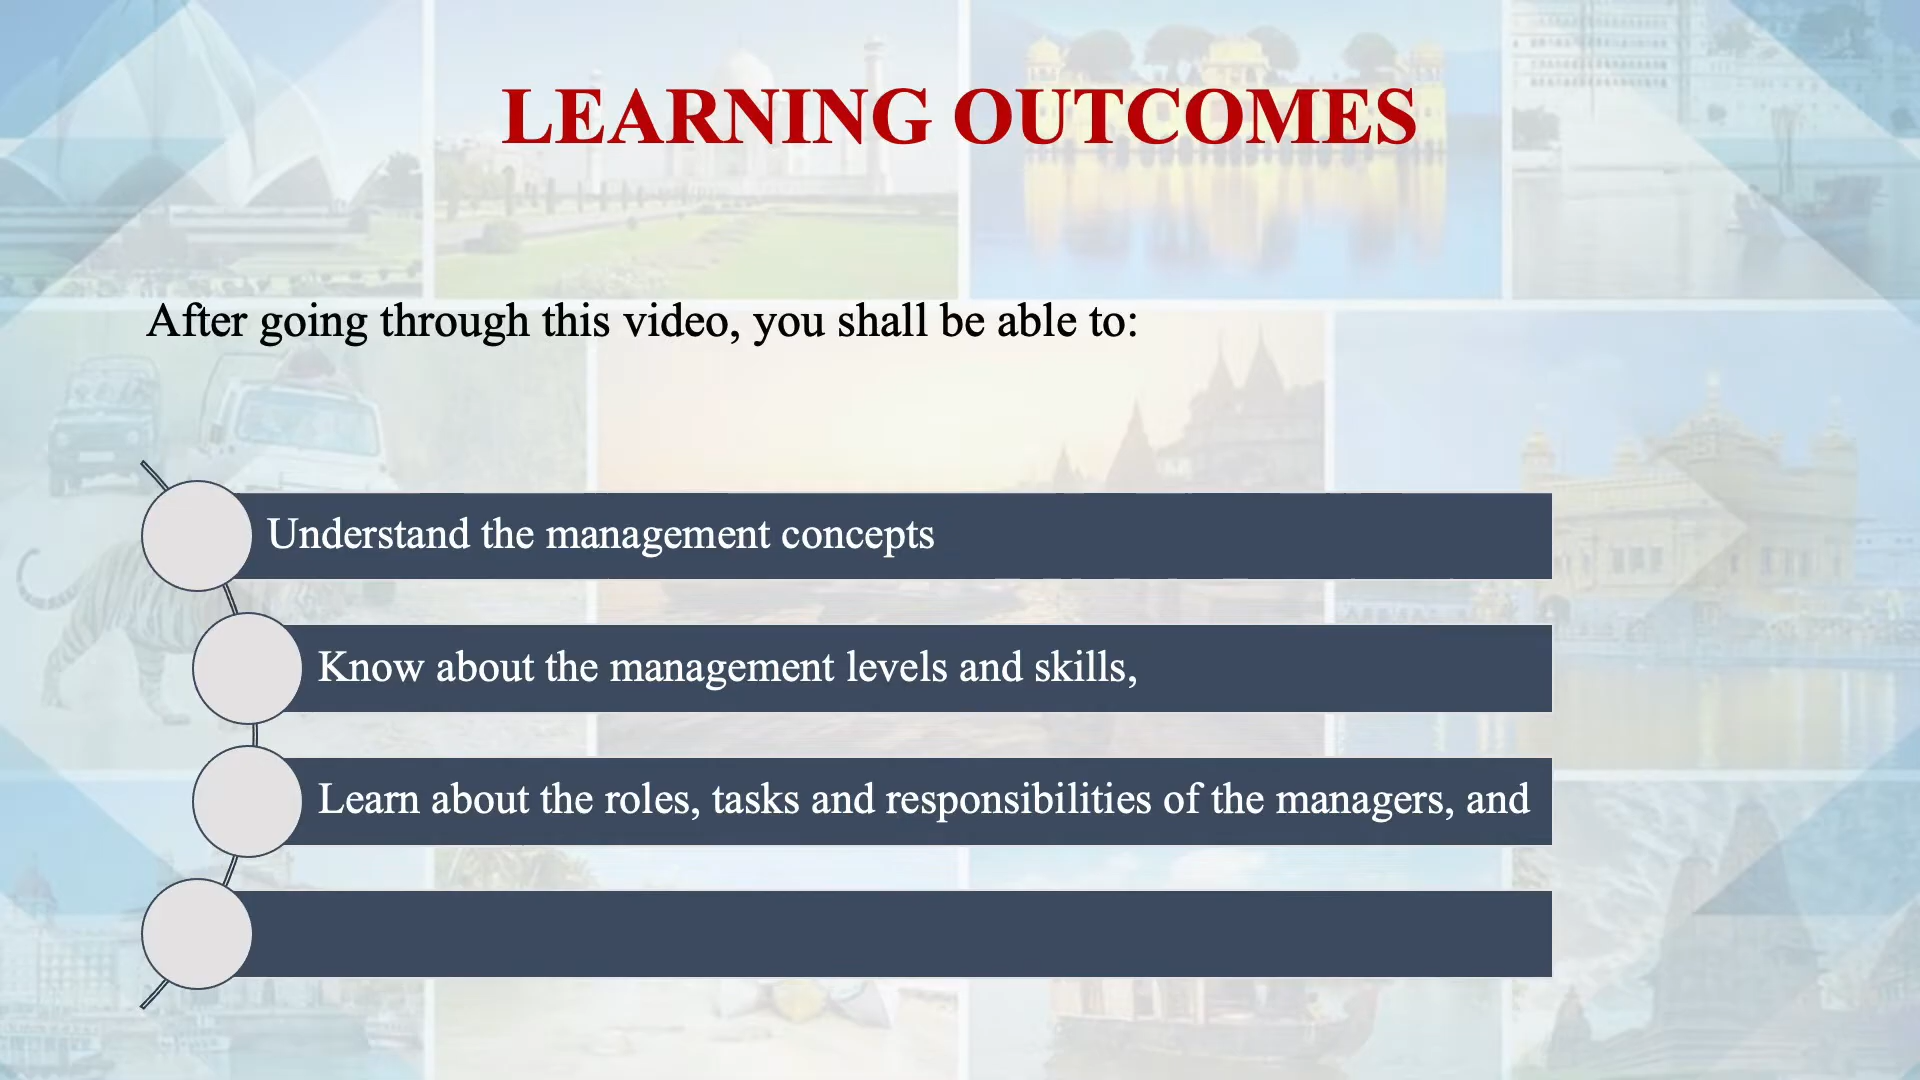 LEARNING OUTCOMES
After going through this video, you shall be able to:
Understand the management concepts
Know about the management levels and skills,
Learn about the roles, tasks and responsibilities of the managers, and